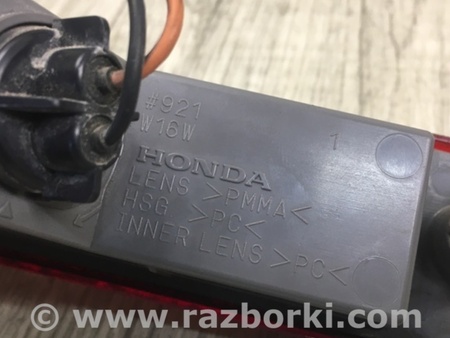 #921
W16W
1
HONDA
LENS >PMMA<
HSG >PC<
INNER LENS >PC<
© www.razborki.com